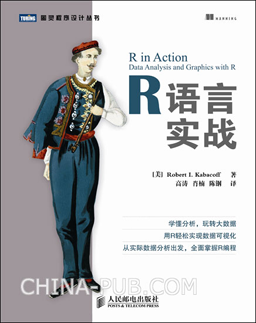 TURING 图灵程序设计丛书
MANNING
R in Action
Data Analysis and Graphics with R
R语言
实战
[美] Robert I. Kabacoff 著
高涛 肖楠 陈钢 译
学懂分析,玩转大数据
用R轻松实现数据可视化
从实际数据分析出发,全面掌握R编程
CHINA-PUB.COM
人民邮电出版社
POSTS & TELECOM PRESS